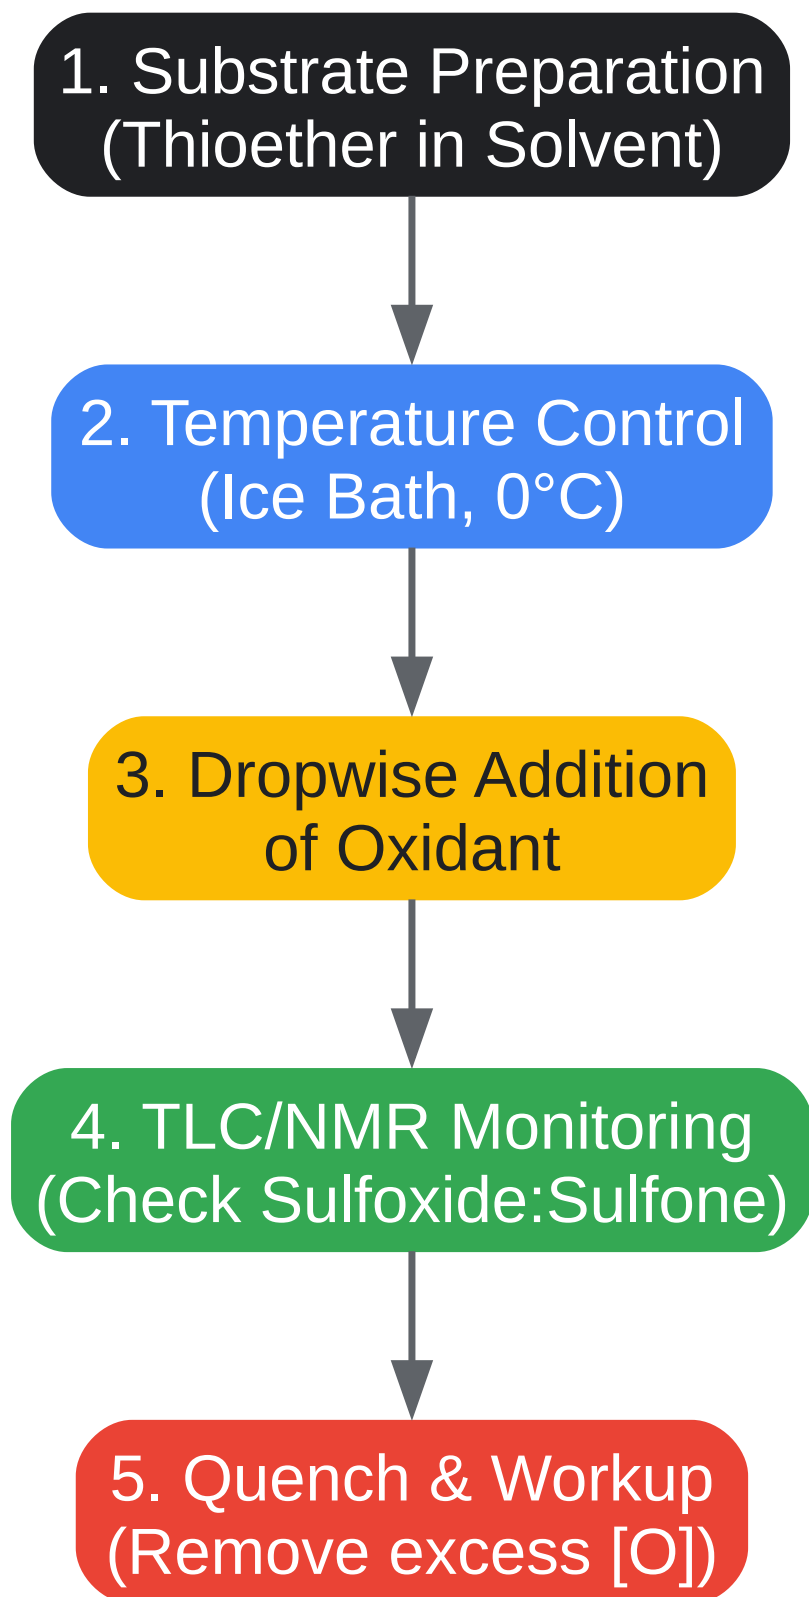 1. Substrate Preparation
(Thioether in Solvent)
2. Temperature Control
(Ice Bath, 0°C)
3. Dropwise Addition
of Oxidant
4. TLC/NMR Monitoring
(Check Sulfoxide:Sulfone)
5. Quench & Workup
(Remove excess [O])